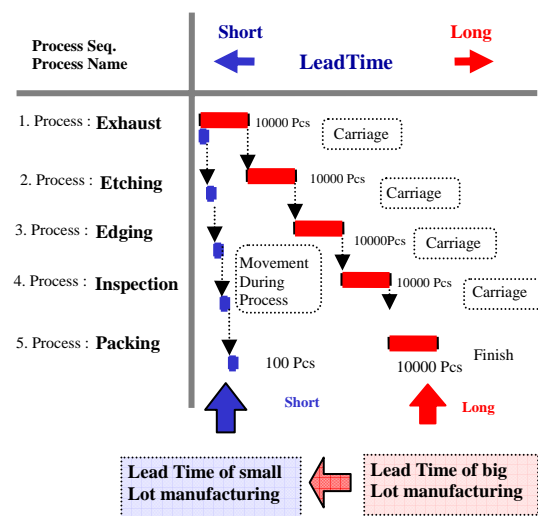 Short
Long
Process Seq.
Process Name
LeadTime
1. Process : Exhaust
10000 Pcs
Carriage
2. Process : Etching
10000 Pcs
Carriage
3. Process : Edging
10000Pcs
Carriage
Movement
During
Process
4. Process : Inspection
10000 Pcs
Carriage
5. Process : Packing
100 Pcs
10000 Pcs
Finish
Short
Long
Lead Time of small
Lot manufacturing
Lead Time of big
Lot manufacturing